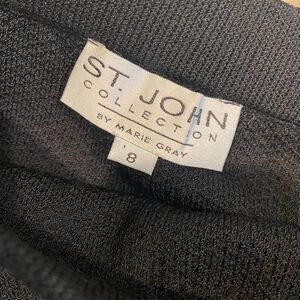 ST. JOHN
COLLECTION
BY MARIE GRAY
8